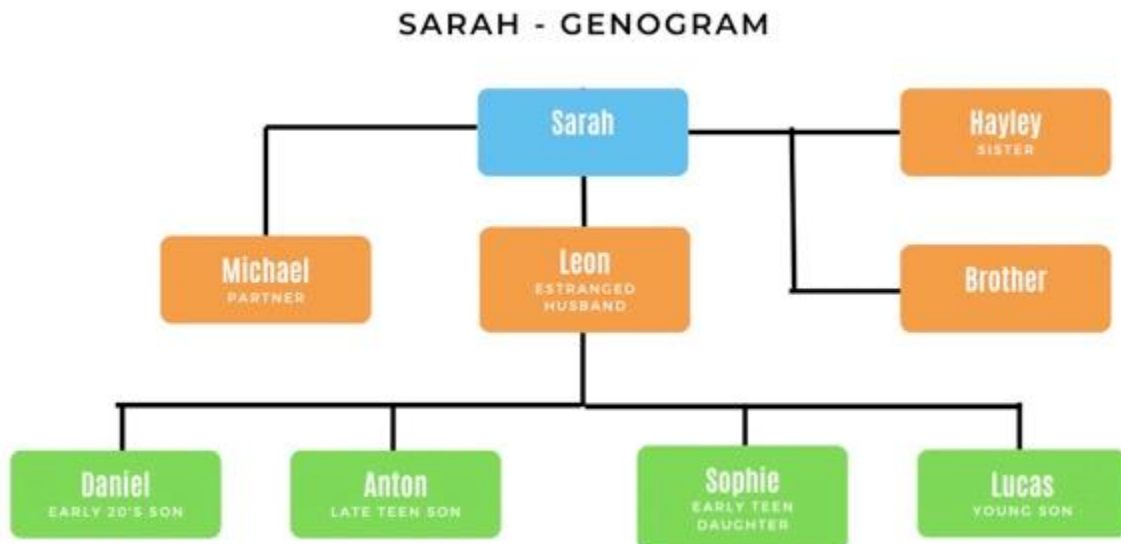 SARAH - GENOGRAM
Sarah
Hayley
SISTER
Michael
PARTNER
Leon
ESTRANGED
HUSBAND
Brother
Daniel
EARLY 20'S SON
Anton
LATE TEEN SON
Sophie
EARLY TEEN
DAUGHTER
Lucas
YOUNG SON